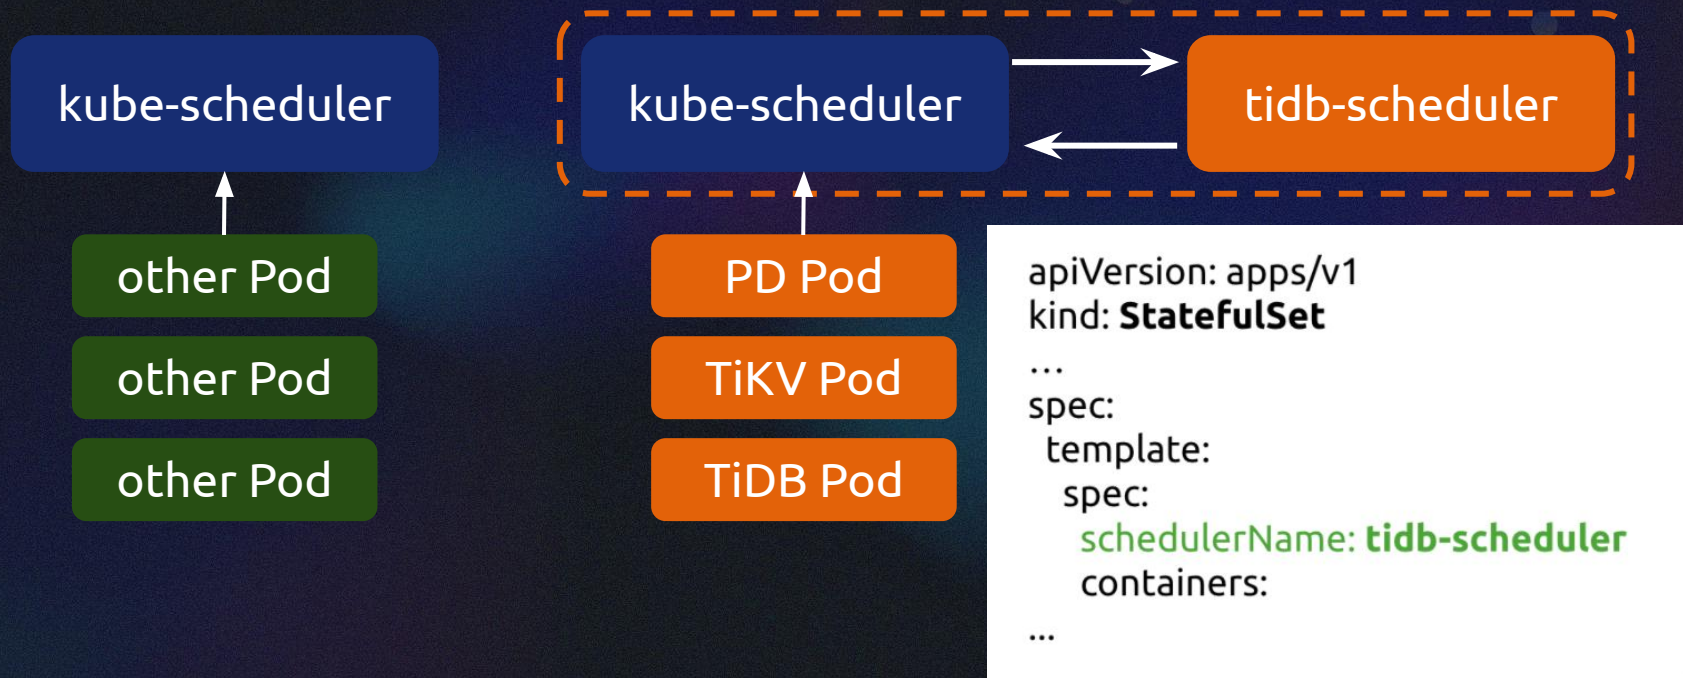 kube-scheduler
other Pod
other Pod
other Pod
kube-scheduler
tidb-scheduler
PD Pod
TiKV Pod
TiDB Pod
apiVersion: apps/v1
kind: StatefulSet
...
spec:
template:
spec:
schedulerName: tidb-scheduler
containers:
...